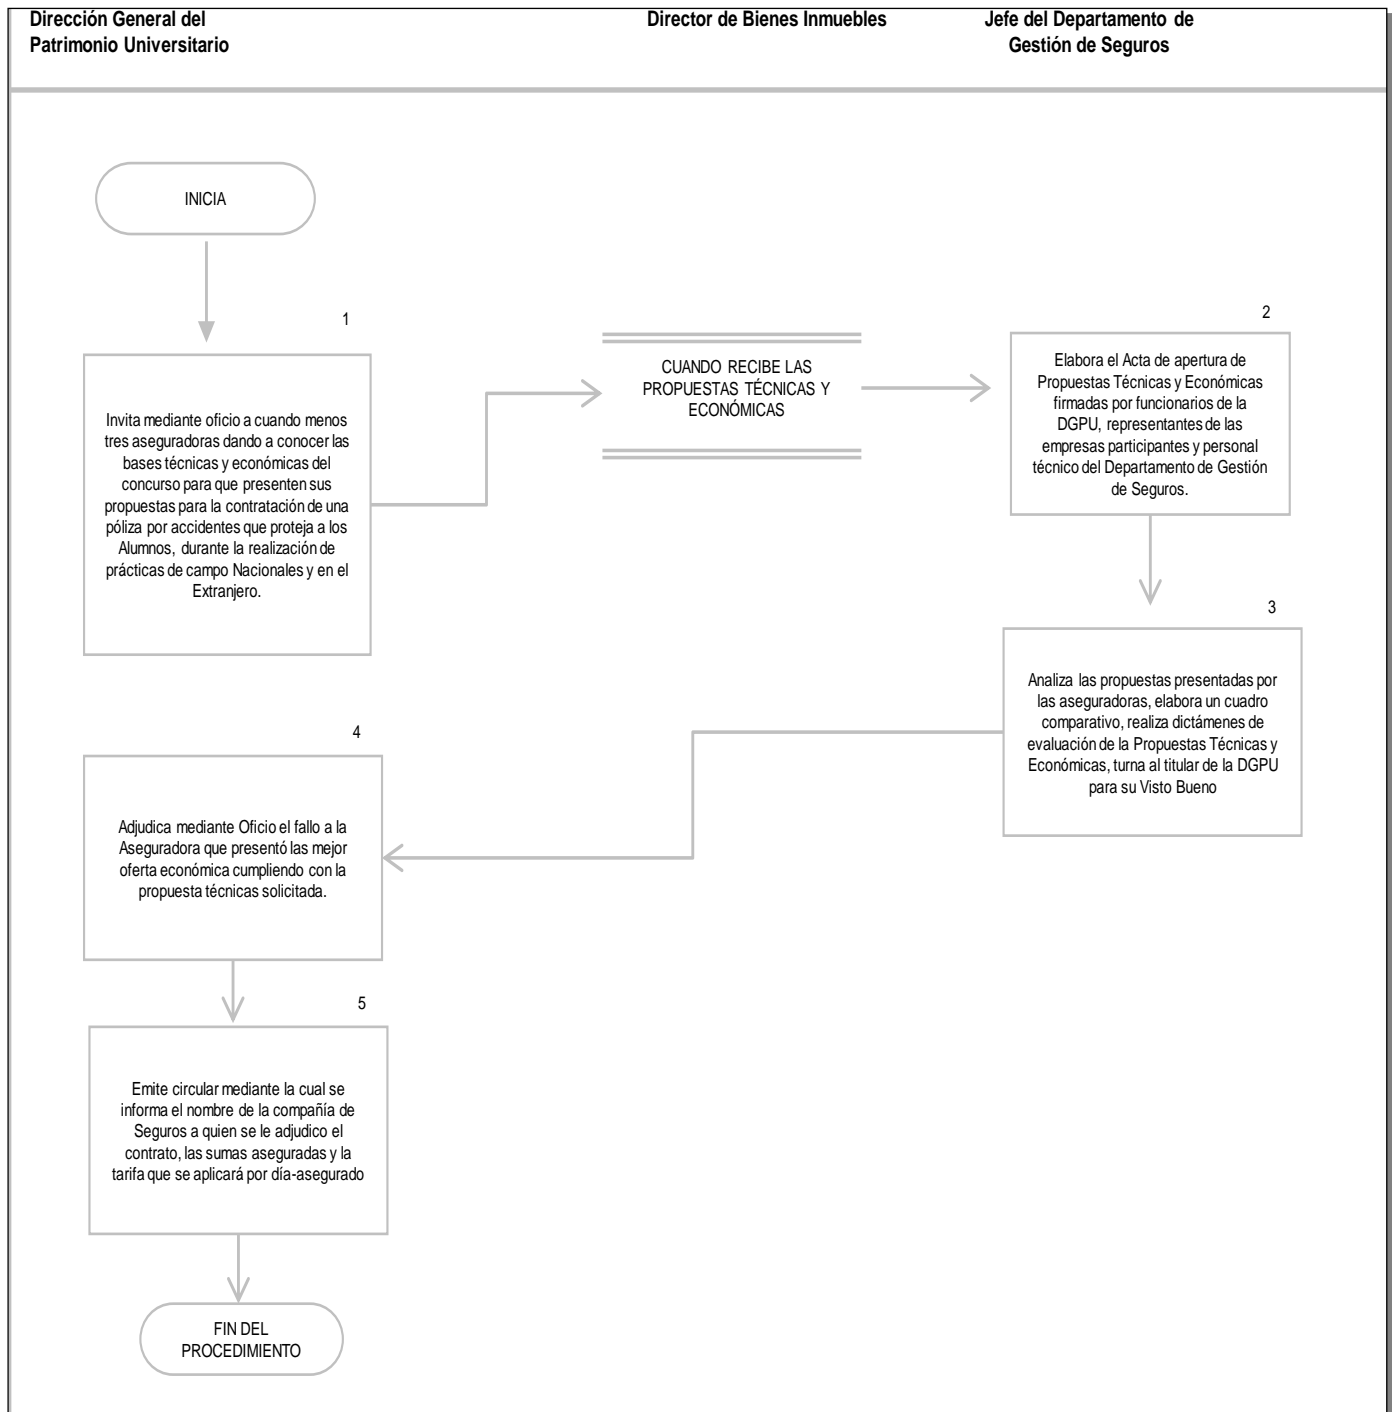 Dirección General del
Patrimonio Universitario
Director de Bienes Inmuebles
Jefe del Departamento de
Gestión de Seguros
INICIA
1
Invita mediante oficio a cuando menos
tres aseguradoras dando a conocer las
bases técnicas y económicas del
concurso para que presenten sus
propuestas para la contratación de una
póliza por accidentes que proteja a los
Alumnos, durante la realización de
prácticas de campo Nacionales y en el
Extranjero.
CUANDO RECIBE LAS
PROPUESTAS TÉCNICAS Y
ECONÓMICAS
2
Elabora el Acta de apertura de
Propuestas Técnicas y Económicas
firmadas por funcionarios de la
DGPU, representantes de las
empresas participantes y personal
técnico del Departamento de Gestión
de Seguros.
3
Analiza las propuestas presentadas por
las aseguradoras, elabora un cuadro
comparativo, realiza dictámenes de
evaluación de la Propuestas Técnicas y
Económicas, turna al titular de la DGPU
para su Visto Bueno
4
Adjudica mediante Oficio el fallo a la
Aseguradora que presentó las mejor
oferta económica cumpliendo con la
propuesta técnicas solicitada.
5
Emite circular mediante la cual se
informa el nombre de la compañía de
Seguros a quien se le adjudico el
contrato, las sumas aseguradas y la
tarifa que se aplicará por día-asegurado
FIN DEL
PROCEDIMIENTO